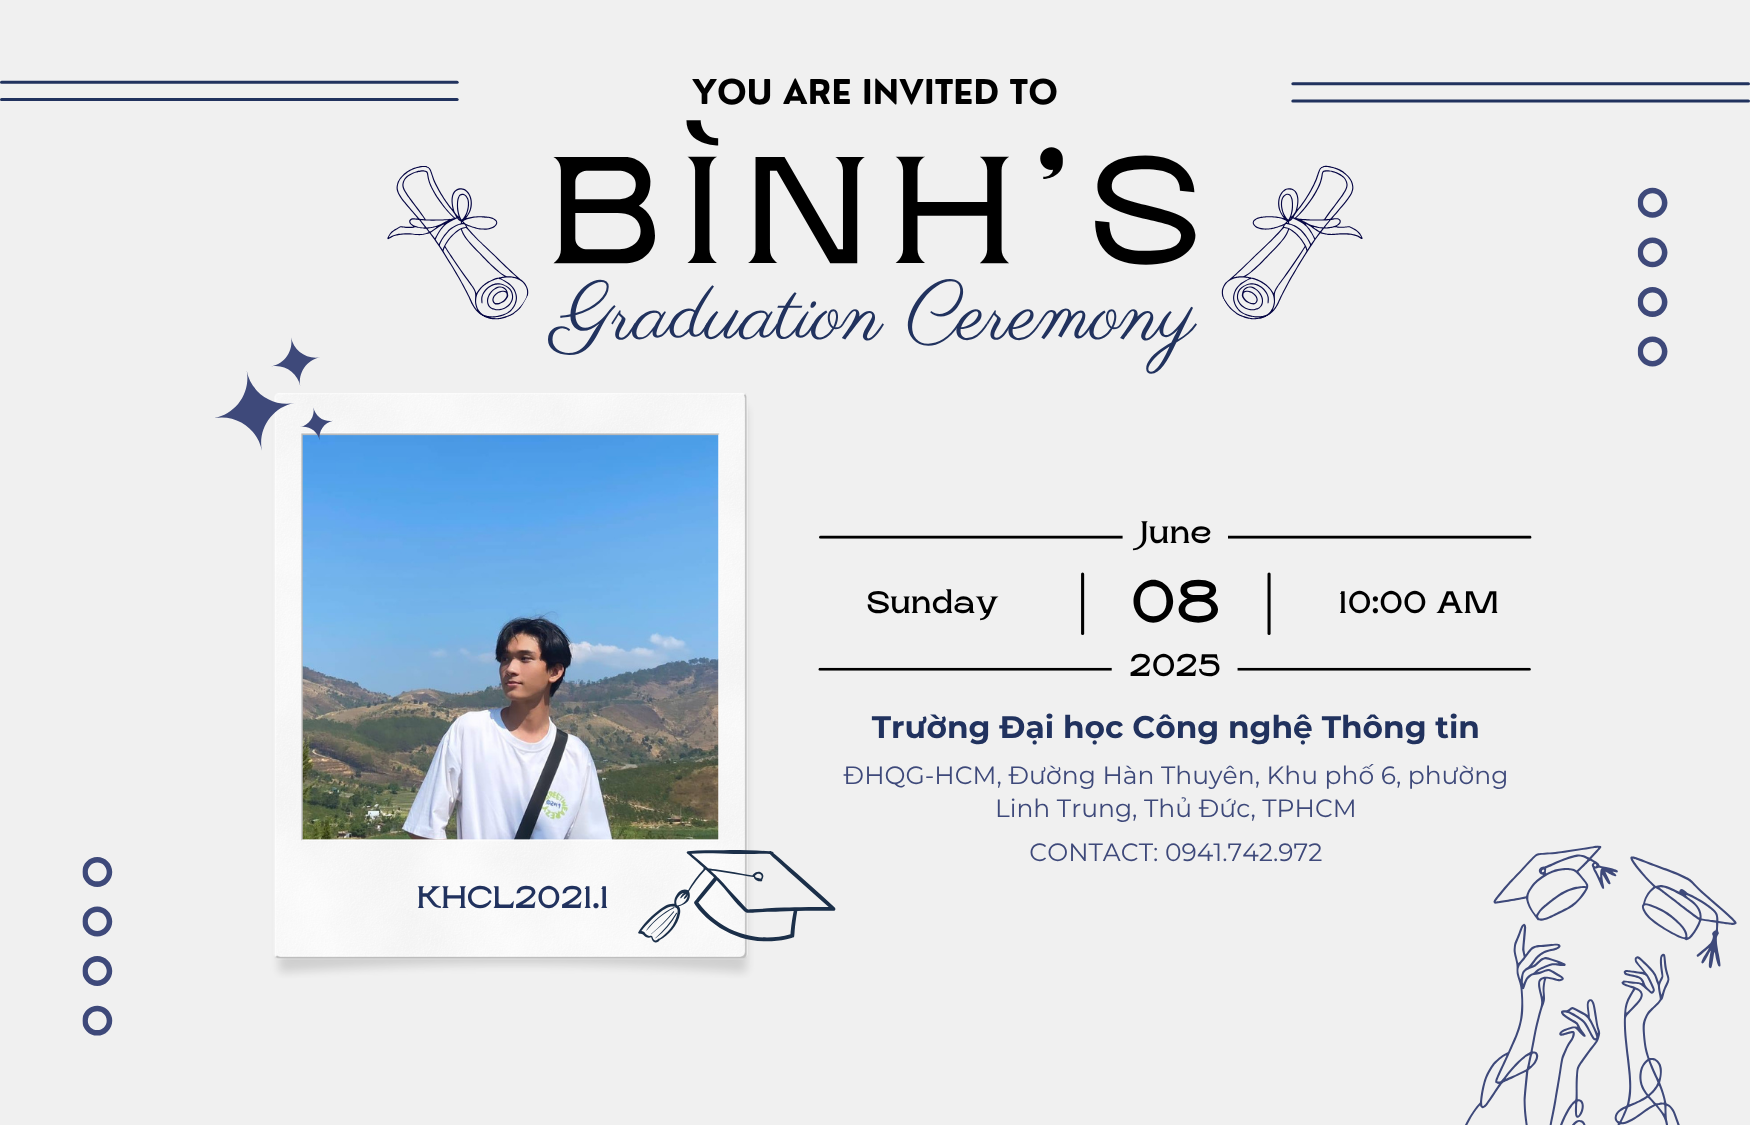 YOU ARE INVITED TO
BÌNH’S
Graduation Ceremony
June
Sunday
08
10:00 AM
2025
Trường Đại học Công nghệ Thông tin
ĐHQG-HCM, Đường Hàn Thuyên, Khu phố 6, phường
Linh Trung, Thủ Đức, TPHCM
CONTACT: 0941.742.972
KHCL2021.1